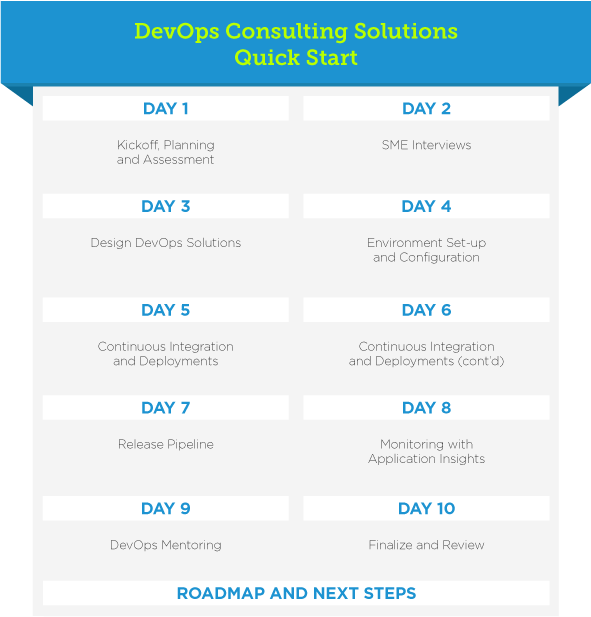 DevOps Consulting Solutions
Quick Start
DAY 1
Kickoff, Planning
and Assessment
DAY 2
SME Interviews
DAY 3
Design DevOps Solutions
DAY 4
Environment Set-up
and Configuration
DAY 5
Continuous Integration
and Deployments
DAY 6
Continuous Integration
and Deployments (cont'd)
DAY 7
Release Pipeline
DAY 8
Monitoring with
Application Insights
DAY 9
DevOps Mentoring
DAY 10
Finalize and Review
ROADMAP AND NEXT STEPS